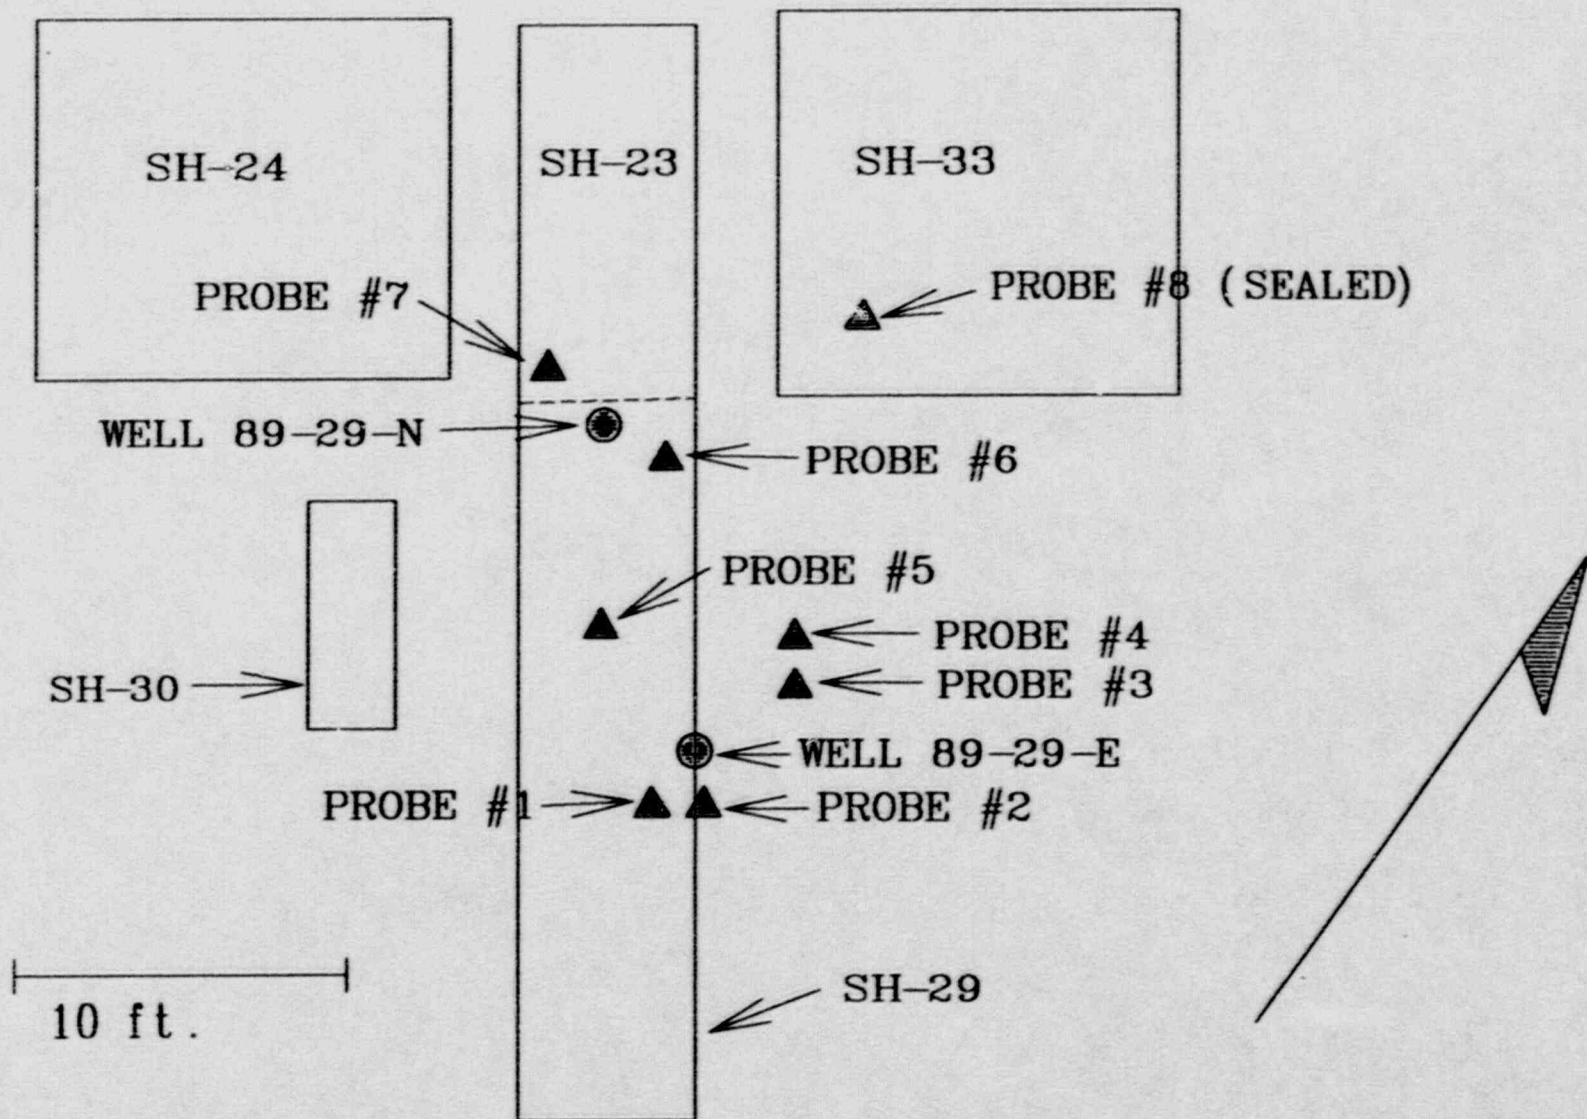 SH-24
SH-23
SH-33
PROBE #7
PROBE #8 (SEALED)
WELL 89-29-N
PROBE #6
PROBE #5
PROBE #4
SH-30
PROBE #3
WELL 89-29-E
PROBE #1
PROBE #2
SH-29
10 ft.